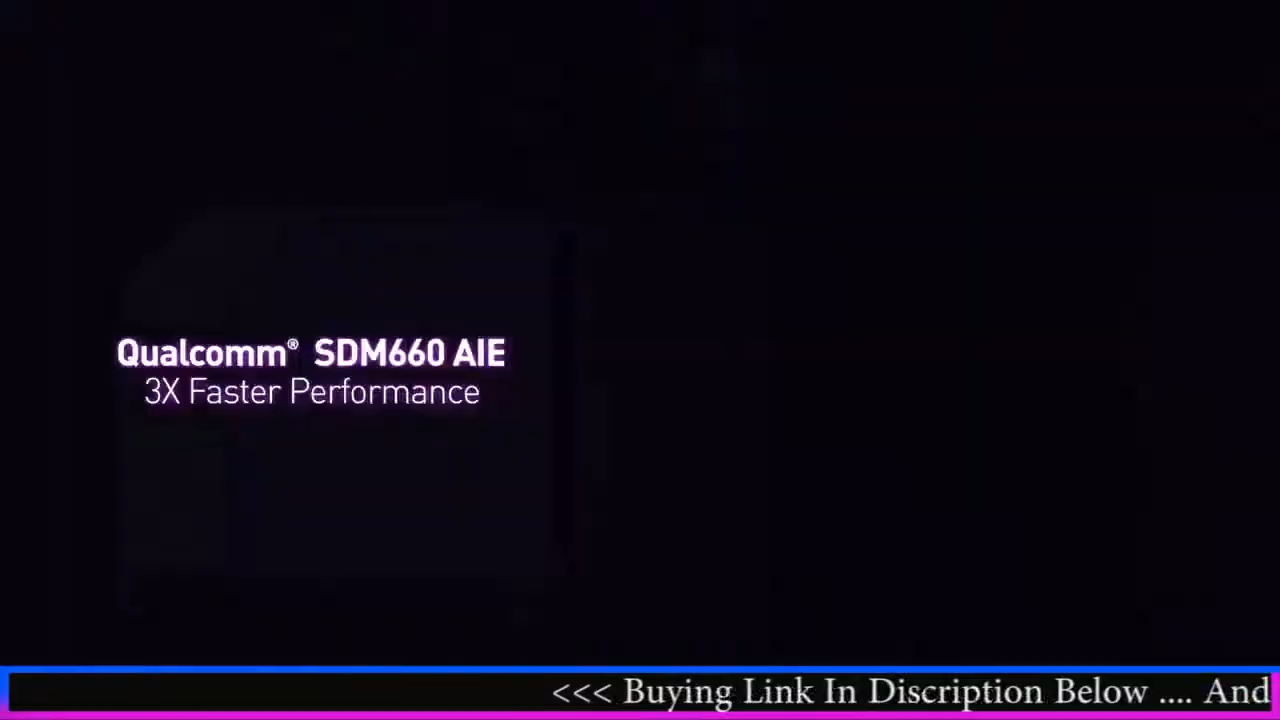 Qualcomm® SDM660 AIE
3X Faster Performance
<<< Buying Link In Discription Below .... And